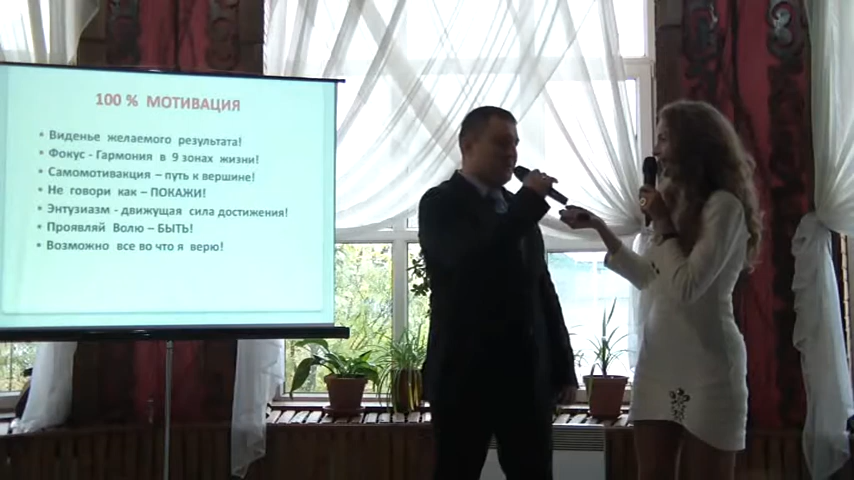 100 % МОТИВАЦИЯ
• Виденье желаемого результата!
• Фокус -ГАРМОНИЯ в 9 зонах жизни!
• Самомотивация – путь к вершине!
• Не говори как – ПОКАЖИ!
• Энтузиазм -движущая сила достижения!
• Проявляй Волю –БЫТЬ!
• Возможно все во что я верю!